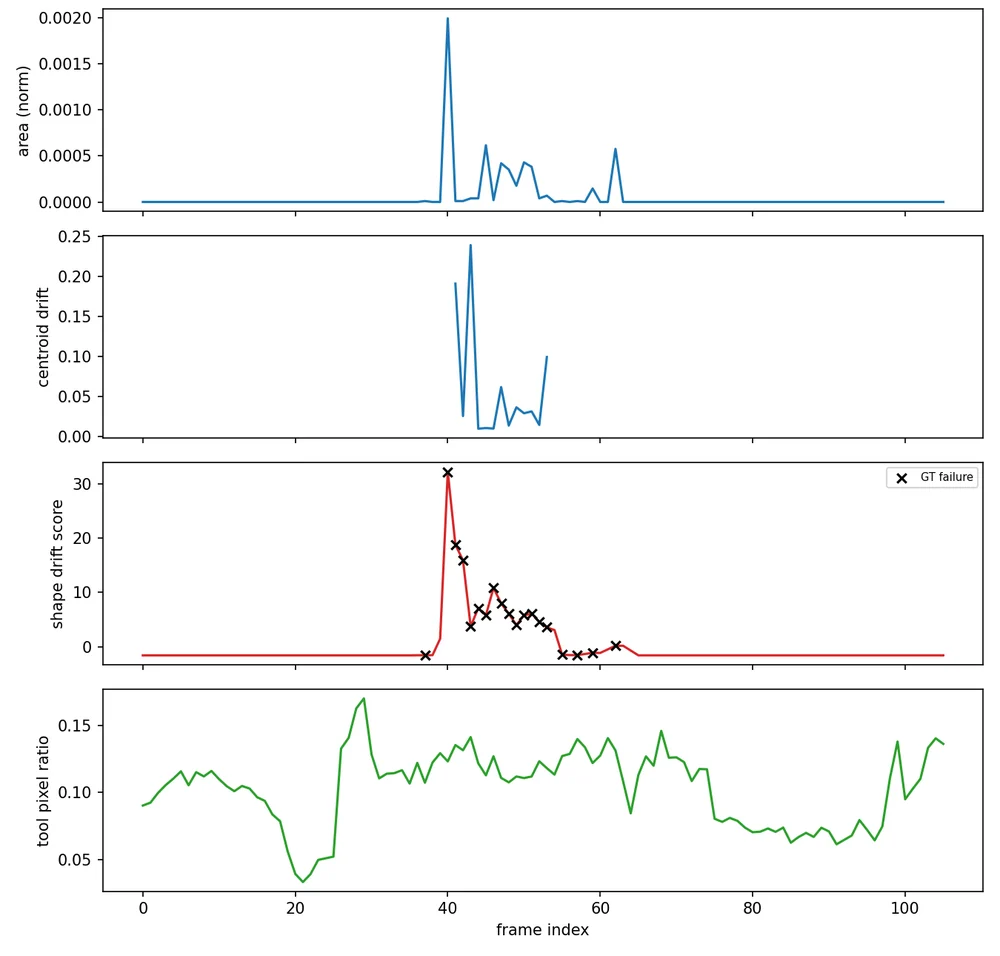 0.0020
0.0015
0.0010
0.0005
0.0000
area (norm)
0.25
0.20
0.15
0.10
0.05
0.00
centroid drift
30
20
10
0
shape drift score
GT failure
0.15
0.10
0.05
tool pixel ratio
0 20 40 60 80 100
frame index